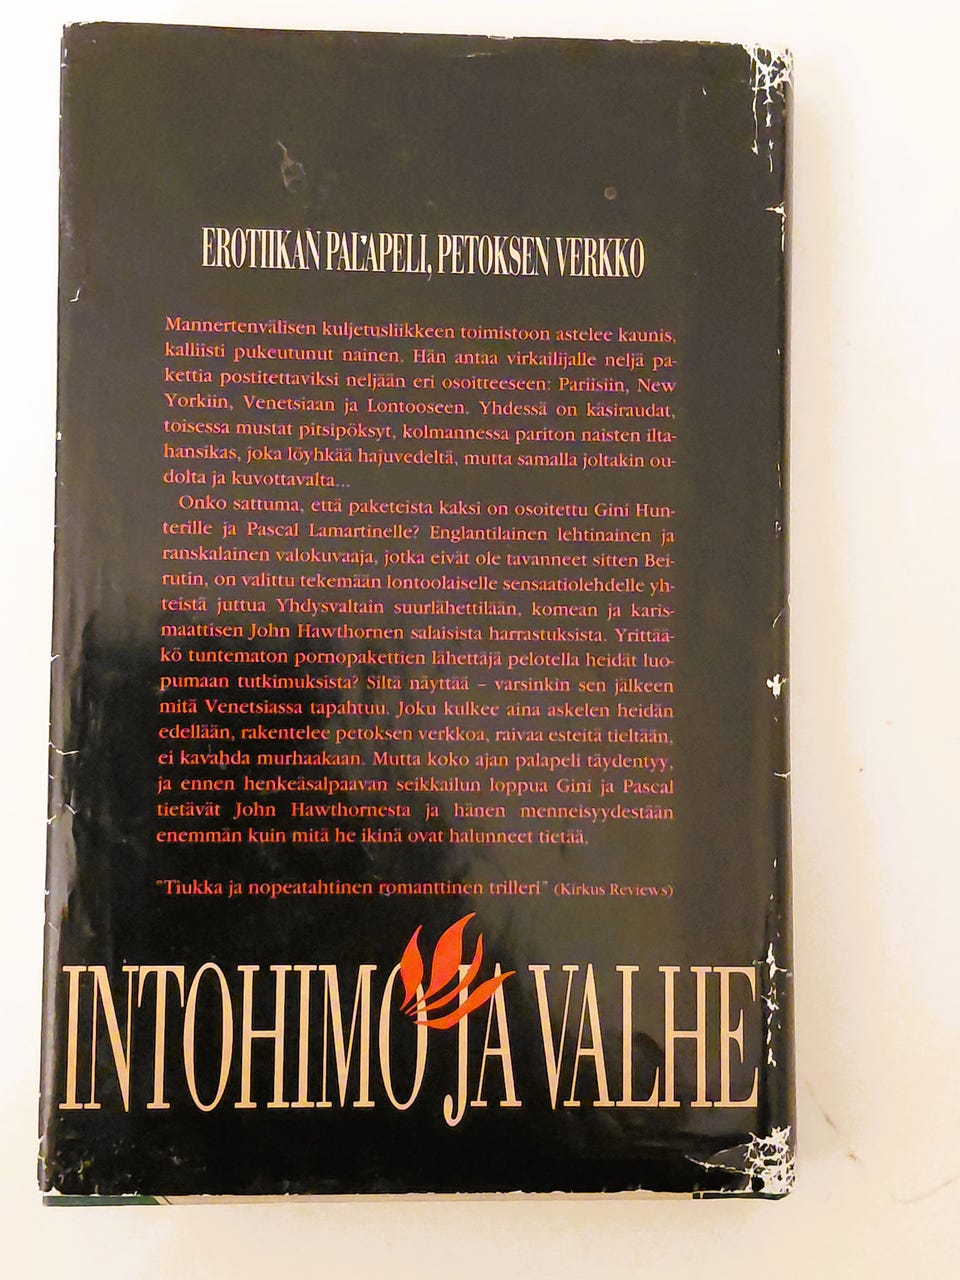 EROTIIKAN PALAPELI, PETOKSEN VERKKO
Mannertenvälisen kuljetusliikkeen toimistoon astelee kaunis,
kalliisti pukeutunut nainen. Hän antaa virkailijalle neljä pa-
kettia postitettaviksi neljään eri osoitteeseen: Pariisiin, New
Yorkiin, Venetsiaan ja Lontooseen. Yhdessä on käsiraudat,
toisessa mustat pitsipöksyt, kolmannessa pariton naisten ilta-
hansikas, joka löyhkää hajuvedeltä, mutta samalla joltakin ou-
dolta ja kuvottavalta...
Onko sattuma, että paketeista kaksi on osoitettu Gini Hun-
terille ja Pascal Lamartinelle? Englantilainen lehtinainen ja
ranskalainen valokuvaaja, jotka eivät ole tavanneet sitten Bei-
rutin, on valittu tekemään lontoolaiselle sensaatiolehdelle yh-
teistä juttua Yhdysvaltain suurlähettilään, komean ja karis-
maattisen John Hawthornen salaisista harrastuksista. Yrittää-
kö tuntematon pornopakettien lähettäjä pelotella heidät luo-
pumaan tutkimuksista? Siltä näyttää – varsinkin sen jälkeen
mitä Venetsiassa tapahtuu. Joku kulkee aina askelen heidän
edellään, rakentelee petoksen verkkoa, raivaa esteitä tieltään,
ei kavahda murhaakaan. Mutta koko ajan palapeli täydentyy,
ja ennen henkeäsalpaavan seikkailun loppua Gini ja Pascal
tietävät John Hawthornesta ja hänen menneisyydestään
enemmän kuin mitä he ikinä ovat halunneet tietää.
"Tiukka ja nopeatahtinen romanttinen trilleri" (Kirkus Reviews)
INTOHIMO JA VALHE